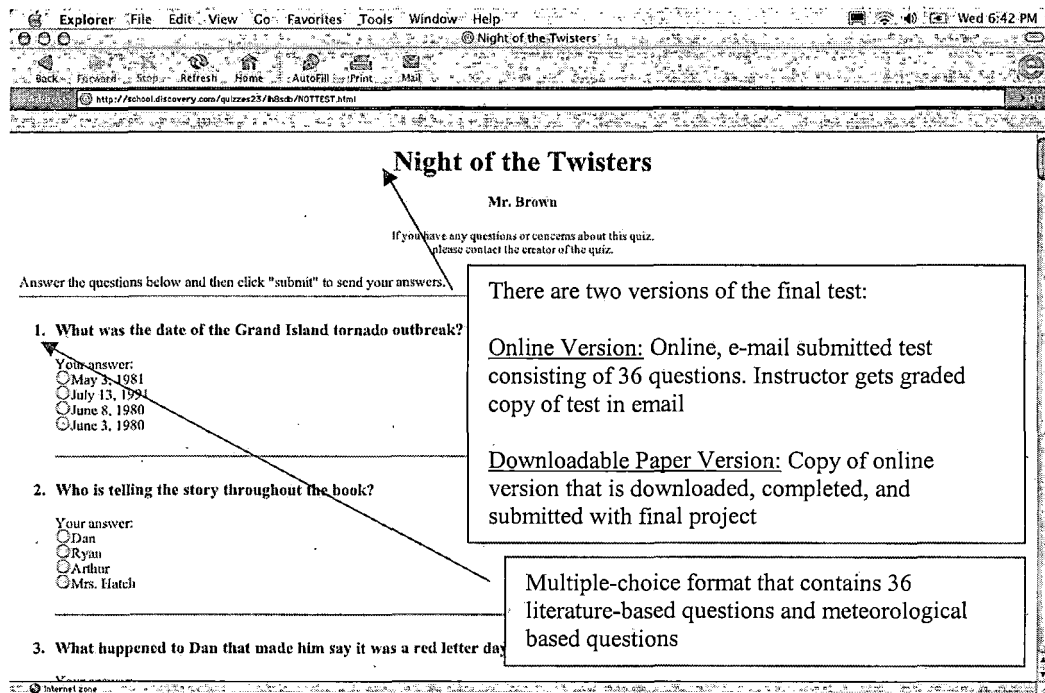 Explorer File Edit View Go Favorites Tools Window Help Wed 6:42 PM
Night of the Twisters
Back Forward Stop Refresh Home AutoFill Print Mail
http://school.discovery.com/quizzes23/ih8sdb/NOTTEST.html
Night of the Twisters
Mr. Brown
If you have any questions or concerns about this quiz,
please contact the creator of the quiz.
Answer the questions below and then click "submit" to send your answers.
1. What was the date of the Grand Island tornado outbreak?
Your answer:
May 3, 1981
July 13, 1991
June 8, 1980
June 3, 1980
2. Who is telling the story throughout the book?
Your answer:
Dan
Ryan
Arthur
Mrs. Hatch
3. What happened to Dan that made him say it was a red letter day
There are two versions of the final test:
Online Version: Online, e-mail submitted test
consisting of 36 questions. Instructor gets graded
copy of test in email
Downloadable Paper Version: Copy of online
version that is downloaded, completed, and
submitted with final project
Multiple-choice format that contains 36
literature-based questions and meteorological
based questions
Internet zone